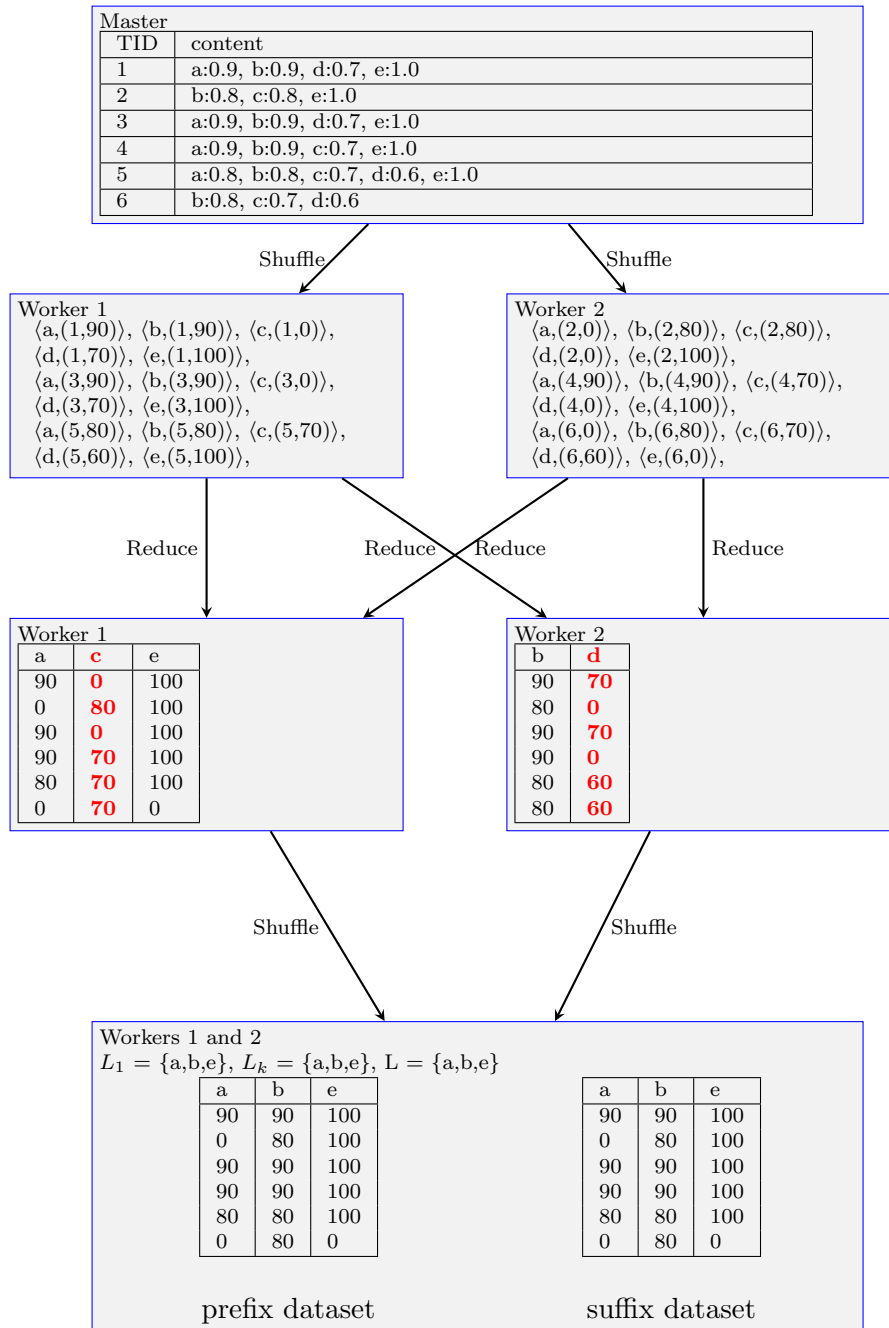 Master
TID content
1 a:0.9, b:0.9, d:0.7, e:1.0
2 b:0.8, c:0.8, e:1.0
3 a:0.9, b:0.9, d:0.7, e:1.0
4 a:0.9, b:0.9, c:0.7, e:1.0
5 a:0.8, b:0.8, c:0.7, d:0.6, e:1.0
6 b:0.8, c:0.7, d:0.6
Shuffle Shuffle
Worker 1
⟨a,(1,90)⟩, ⟨b,(1,90)⟩, ⟨c,(1,0)⟩,
⟨d,(1,70)⟩, ⟨e,(1,100)⟩,
⟨a,(3,90)⟩, ⟨b,(3,90)⟩, ⟨c,(3,0)⟩,
⟨d,(3,70)⟩, ⟨e,(3,100)⟩,
⟨a,(5,80)⟩, ⟨b,(5,80)⟩, ⟨c,(5,70)⟩,
⟨d,(5,60)⟩, ⟨e,(5,100)⟩,
Worker 2
⟨a,(2,0)⟩, ⟨b,(2,80)⟩, ⟨c,(2,80)⟩,
⟨d,(2,0)⟩, ⟨e,(2,100)⟩,
⟨a,(4,90)⟩, ⟨b,(4,90)⟩, ⟨c,(4,70)⟩,
⟨d,(4,0)⟩, ⟨e,(4,100)⟩,
⟨a,(6,0)⟩, ⟨b,(6,80)⟩, ⟨c,(6,70)⟩,
⟨d,(6,60)⟩, ⟨e,(6,0)⟩,
Reduce Reduce Reduce Reduce
Worker 1
a c e
90 0 100
0 80 100
90 0 100
90 70 100
80 70 100
0 70 0
Worker 2
b d
90 70
80 0
90 70
90 0
80 60
80 60
Shuffle Shuffle
Workers 1 and 2
L₁ = {a,b,e}, Lₖ = {a,b,e}, L = {a,b,e}
a b e
90 90 100
0 80 100
90 90 100
90 90 100
80 80 100
0 80 0
prefix dataset
a b e
90 90 100
0 80 100
90 90 100
90 90 100
80 80 100
0 80 0
suffix dataset